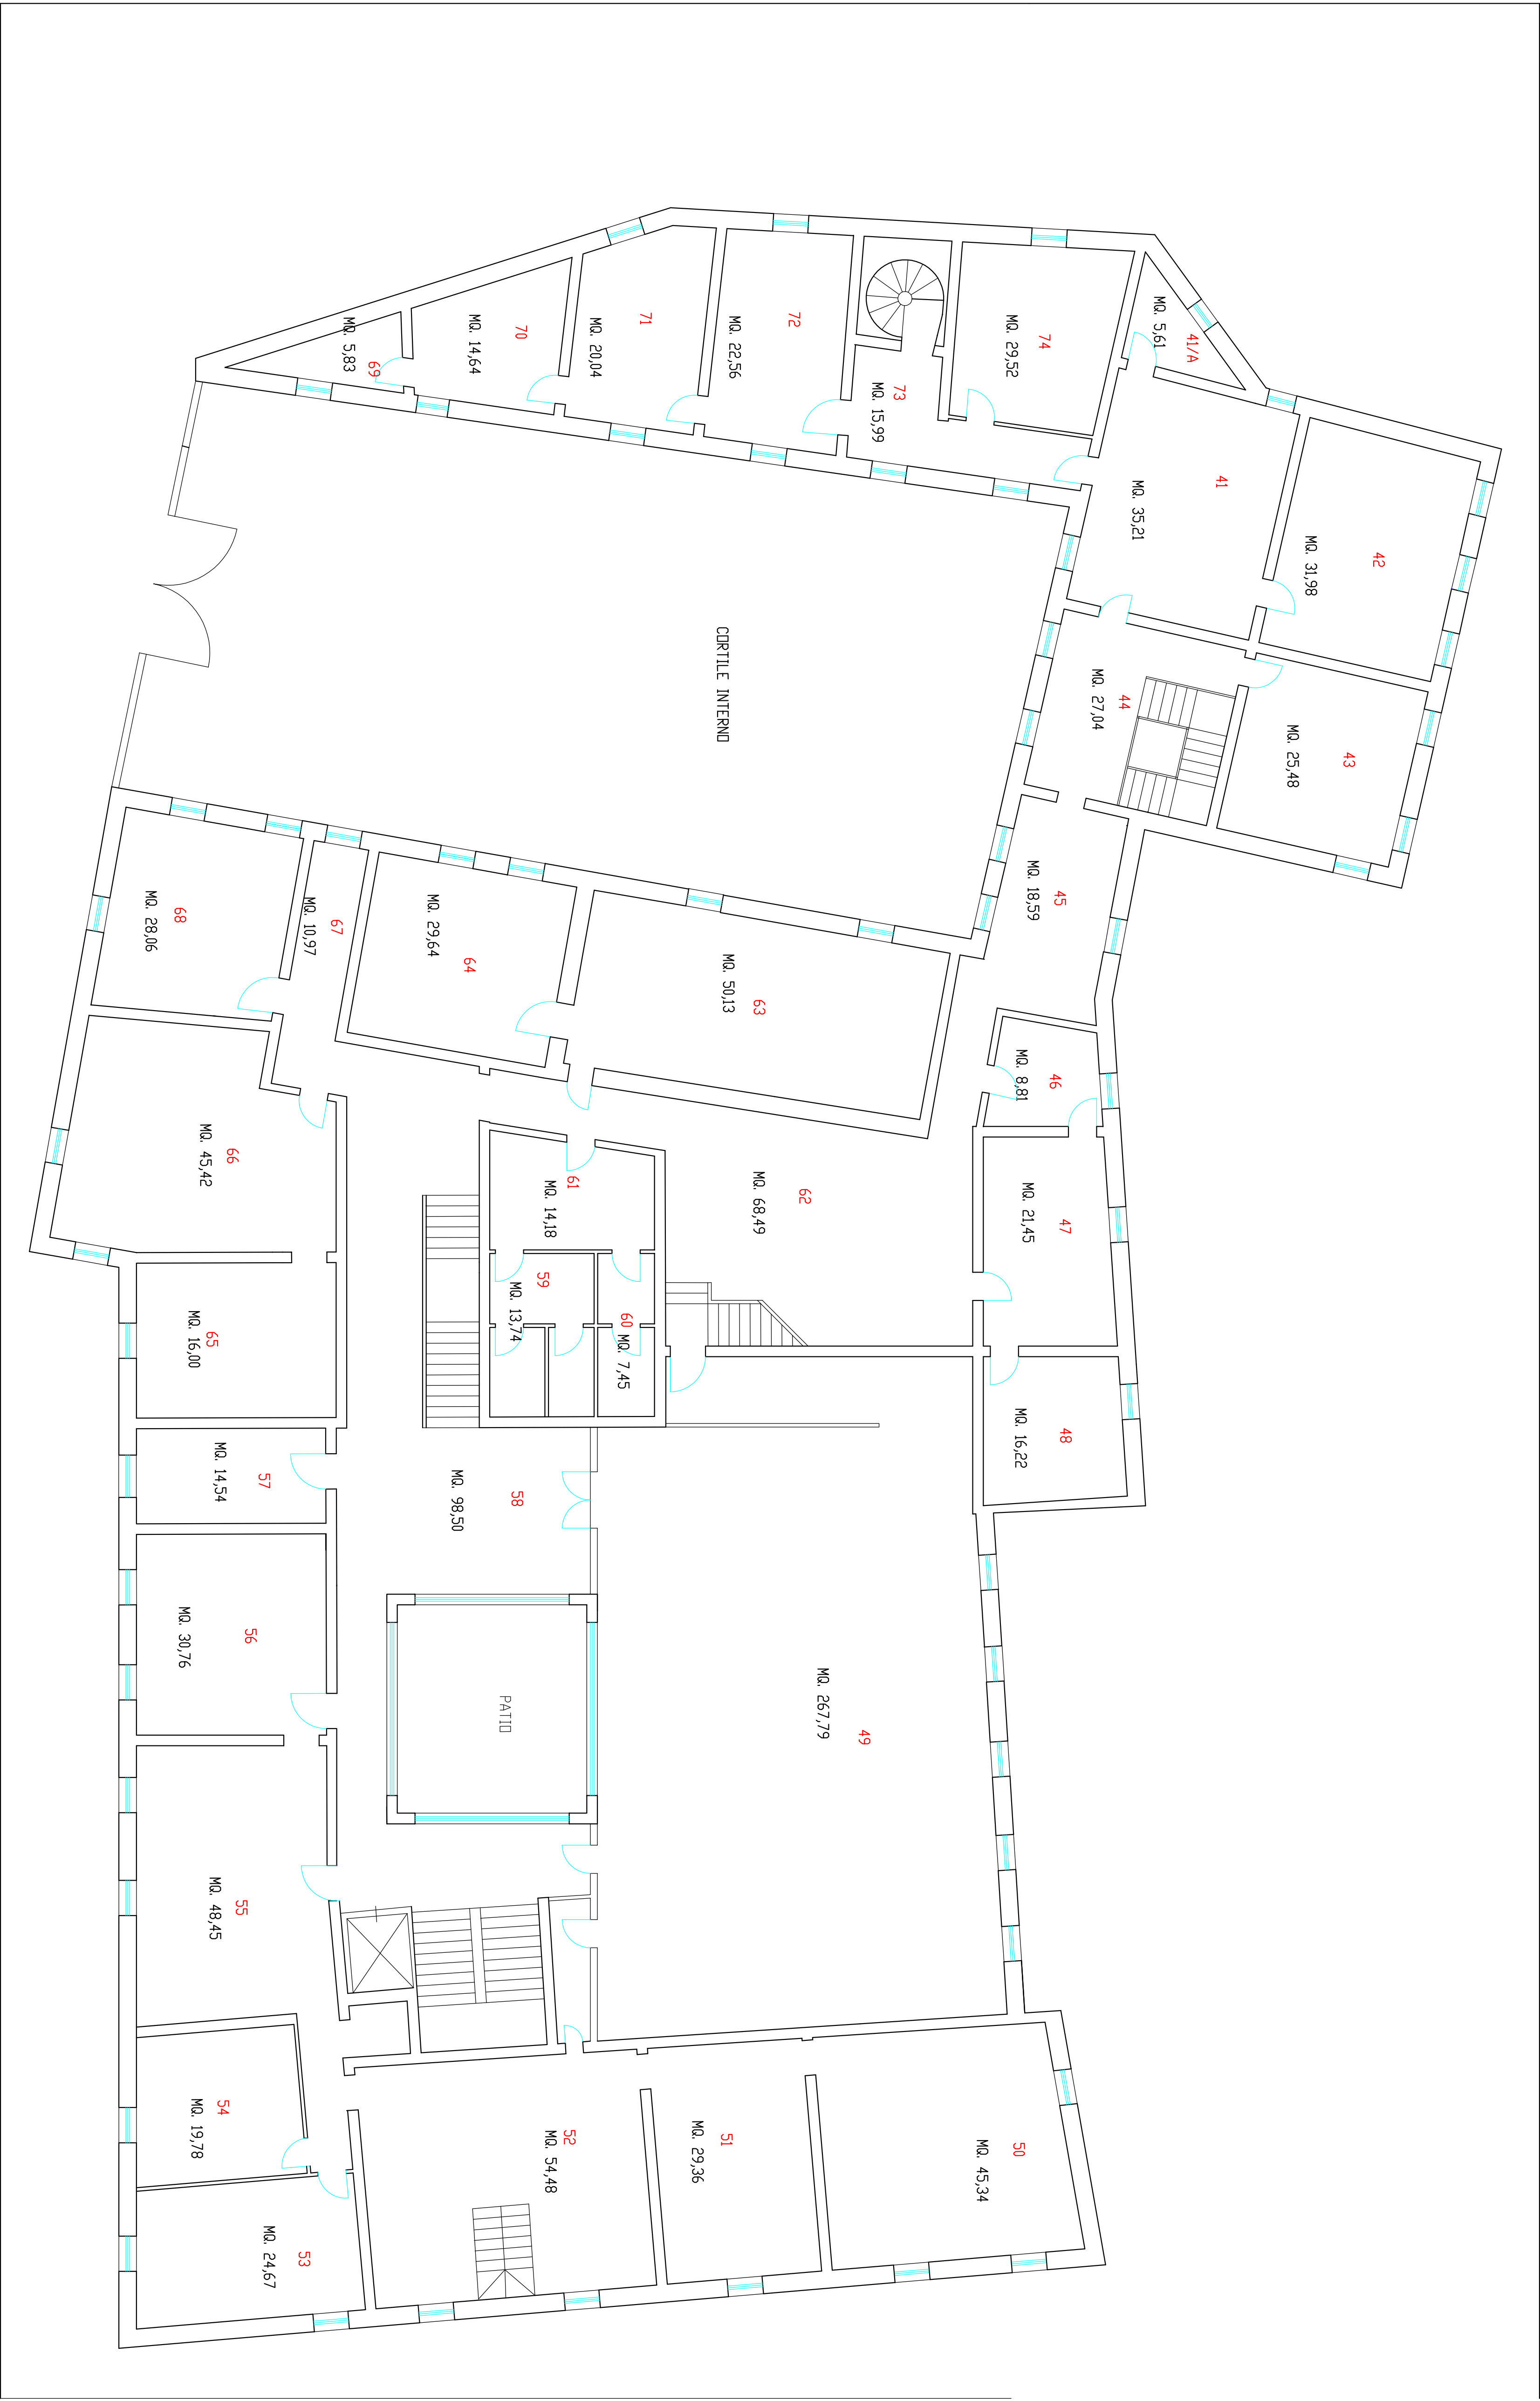 42
MQ. 31,98
43
MQ. 25,48
41/A
MQ. 5,61
41
MQ. 35,21
44
MQ. 27,04
45
MQ. 18,59
46
MQ. 8,81
47
MQ. 21,45
48
MQ. 16,22
74
MQ. 29,52
73
MQ. 15,99
72
MQ. 22,56
71
MQ. 20,04
70
MQ. 14,64
69
MQ. 5,83
CORTILE INTERNO
62
MQ. 68,49
63
MQ. 50,13
64
MQ. 29,64
67
MQ. 10,97
68
MQ. 28,06
61
MQ. 14,18
59
MQ. 13,74
60
MQ. 7,45
66
MQ. 45,42
65
MQ. 16,00
57
MQ. 14,54
58
MQ. 98,50
56
MQ. 30,76
PATIO
49
MQ. 267,79
55
MQ. 48,45
50
MQ. 45,34
51
MQ. 29,36
52
MQ. 54,48
54
MQ. 19,78
53
MQ. 24,67